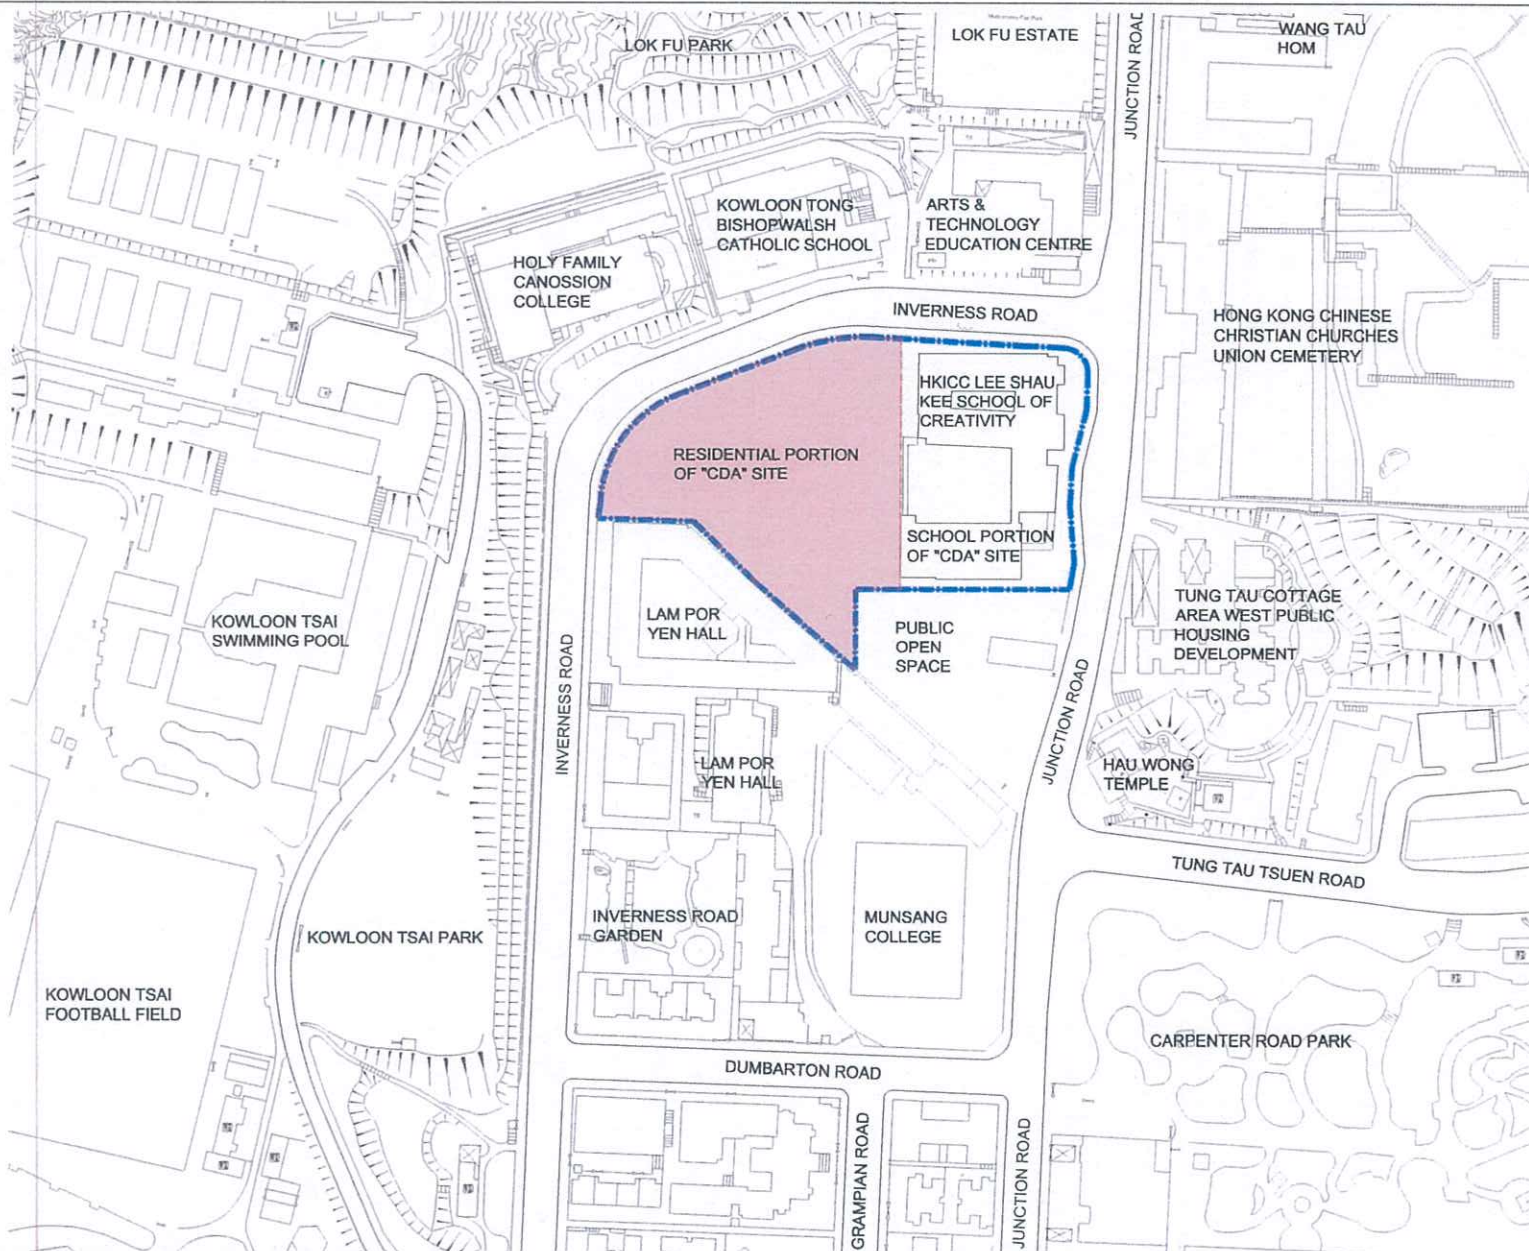 LOK FU PARK
LOK FU ESTATE
JUNCTION ROAD
WANG TAU
HOM
KOWLOON TONG
BISHOPWALSH
CATHOLIC SCHOOL
ARTS &
TECHNOLOGY
EDUCATION CENTRE
HOLY FAMILY
CANOSSION
COLLEGE
INVERNESS ROAD
HONG KONG CHINESE
CHRISTIAN CHURCHES
UNION CEMETERY
HKICC LEE SHAU
KEE SCHOOL OF
CREATIVITY
RESIDENTIAL PORTION
OF "CDA" SITE
SCHOOL PORTION
OF "CDA" SITE
KOWLOON TSAI
SWIMMING POOL
LAM POR
YEN HALL
PUBLIC
OPEN
SPACE
TUNG TAU COTTAGE
AREA WEST PUBLIC
HOUSING
DEVELOPMENT
INVERNESS ROAD
JUNCTION ROAD
LAM POR
YEN HALL
HAU WONG
TEMPLE
TUNG TAU TSUEN ROAD
INVERNESS ROAD
GARDEN
MUNSANG
COLLEGE
KOWLOON TSAI PARK
KOWLOON TSAI
FOOTBALL FIELD
CARPENTER ROAD PARK
DUMBARTON ROAD
GRAMPIAN ROAD
JUNCTION ROAD